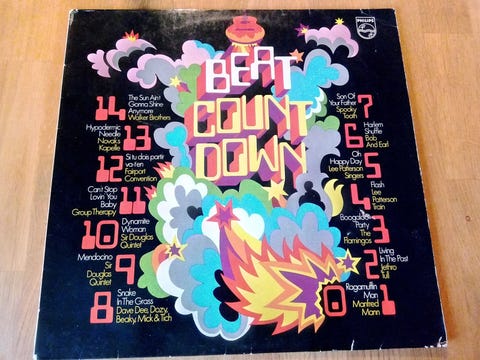 PHILIPS
BEAT
COUNT
DOWN
14
The Sun Ain't
Gonna Shine
Anymore
Walker Brothers
Hypodermic
Needle
Novaks
Kapelle
13
12
Si tu dois partir
va-t-en
Fairport
Convention
Can't Stop
Lovin You
Baby
Group Therapy
11
10
Dynamite
Woman
Sir Douglas
Quintet
Mendocino
Sir
Douglas
Quintet
9
8
Snake
In The Grass
Dave Dee, Dozy,
Beaky, Mick & Tich
Son Of
Your Father
Spooky
Tooth
7
6
Harlem
Shuffle
Bob
And Earl
Oh
Happy Day
Lee Patterson
Singers
5
4
Flash
Lee
Patterson
Train
Boogaloo
Party
The
Flamingos
3
2
Living
In The Past
Jethro
Tull
Ragamuffin
Man
Manfred
Mann
1
0